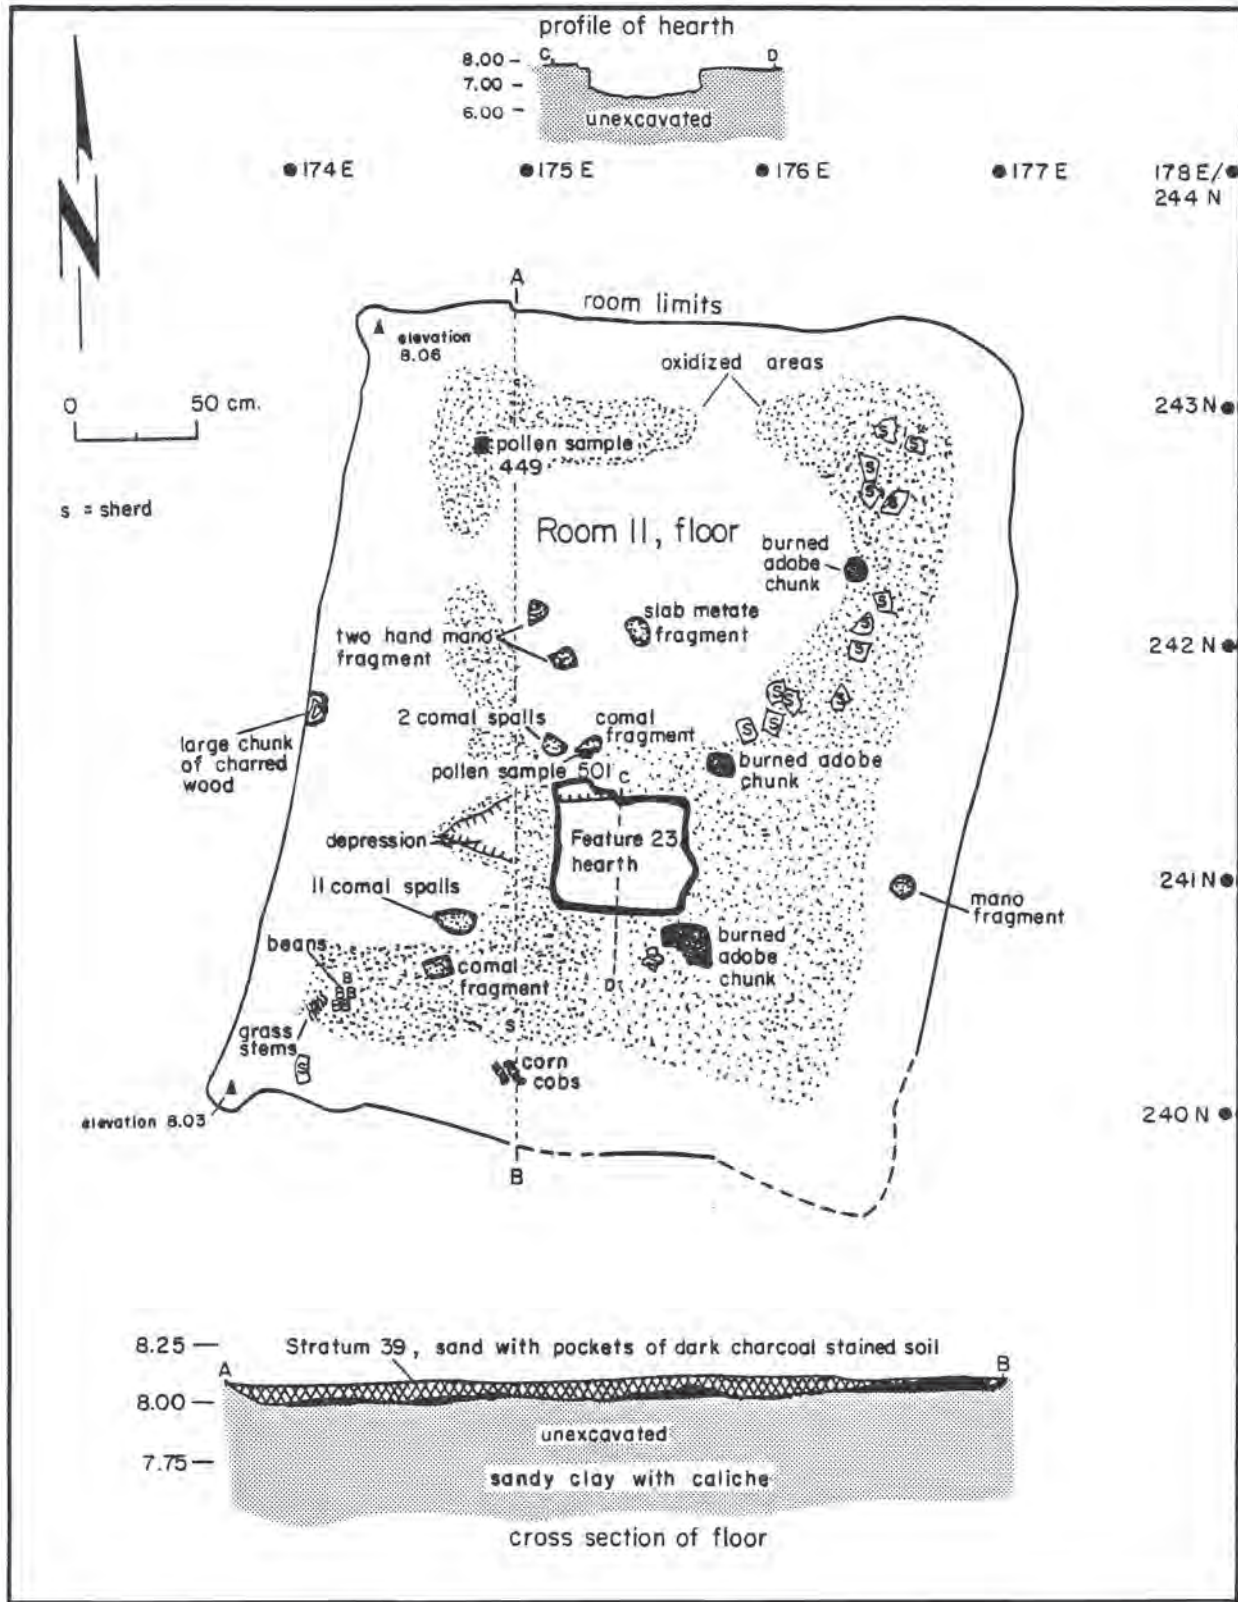 profile of hearth
C D
8.00
7.00
6.00
unexcavated
N
174 E
175 E
176 E
177 E
178 E/
244 N
A
room limits
elevation
8.06
oxidized areas
0 50 cm.
243 N
pollen sample
449
s = sherd
S
S
S
S
S
Room 11, floor
burned
adobe
chunk
S
S
S
slab metate
fragment
two hand mano
fragment
242 N
S
S
S
S
S
2 comal spalls
comal
fragment
large chunk
of charred
wood
pollen sample 501
burned adobe
chunk
C
depression
Feature 23
hearth
11 comal spalls
241 N
mano
fragment
beans
B
BB
BB
comal
fragment
burned
adobe
chunk
S
D
grass
stems
S
S
corn
cobs
elevation 8.03
240 N
B
8.25
Stratum 39, sand with pockets of dark charcoal stained soil
A B
8.00
unexcavated
7.75
sandy clay with caliche
cross section of floor